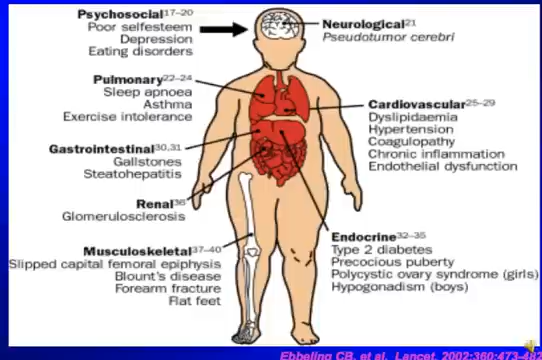 Psychosocial17–20
Poor selfesteem
Depression
Eating disorders
Neurological21
Pseudotumor cerebri
Pulmonary22–24
Sleep apnoea
Asthma
Exercise intolerance
Cardiovascular25–29
Dyslipidaemia
Hypertension
Coagulopathy
Chronic inflammation
Endothelial dysfunction
Gastrointestinal30,31
Gallstones
Steatohepatitis
Renal36
Glomerulosclerosis
Musculoskeletal37–40
Slipped capital femoral epiphysis
Blount's disease
Forearm fracture
Flat feet
Endocrine32–35
Type 2 diabetes
Precocious puberty
Polycystic ovary syndrome (girls)
Hypogonadism (boys)
Ebbeling CB, et al. Lancet. 2002:360:473-482